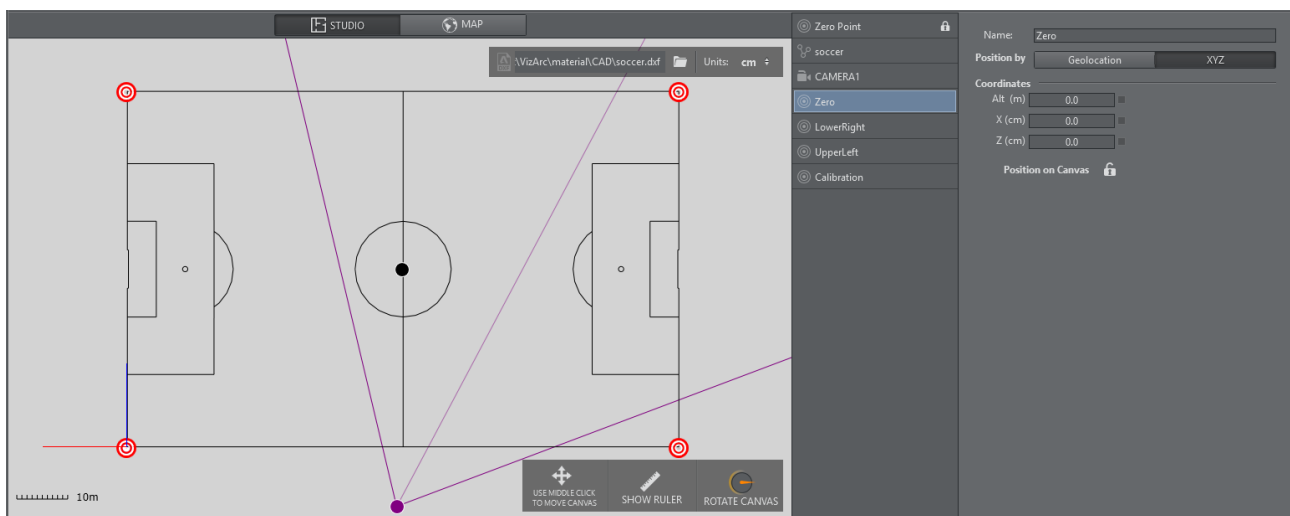 STUDIO
MAP
\VizArc\material\CAD\soccer.dxf
Units: cm
10m
USE MIDDLE CLICK
TO MOVE CANVAS
SHOW RULER
ROTATE CANVAS
Zero Point
soccer
CAMERA1
Zero
LowerRight
UpperLeft
Calibration
Name: Zero
Position by Geolocation XYZ
Coordinates
Alt (m) 0.0
X (cm) 0.0
Z (cm) 0.0
Position on Canvas